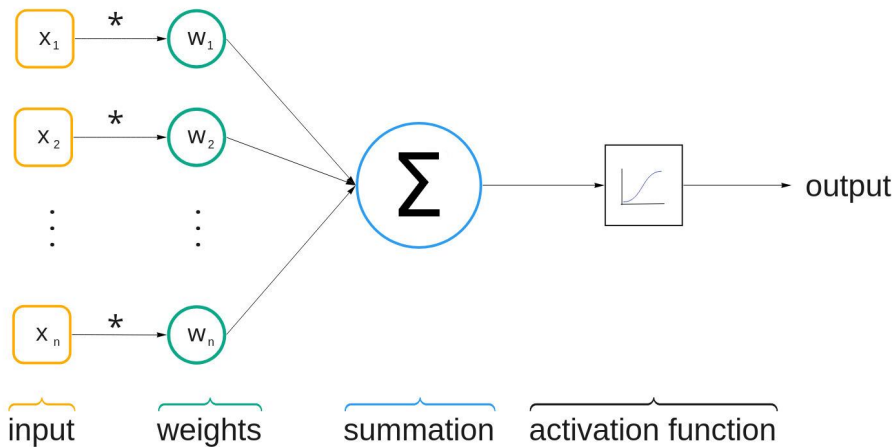 x₁ * w₁
x₂ * w₂
⋮ ⋮
xₙ * wₙ
Σ
output
input weights summation activation function